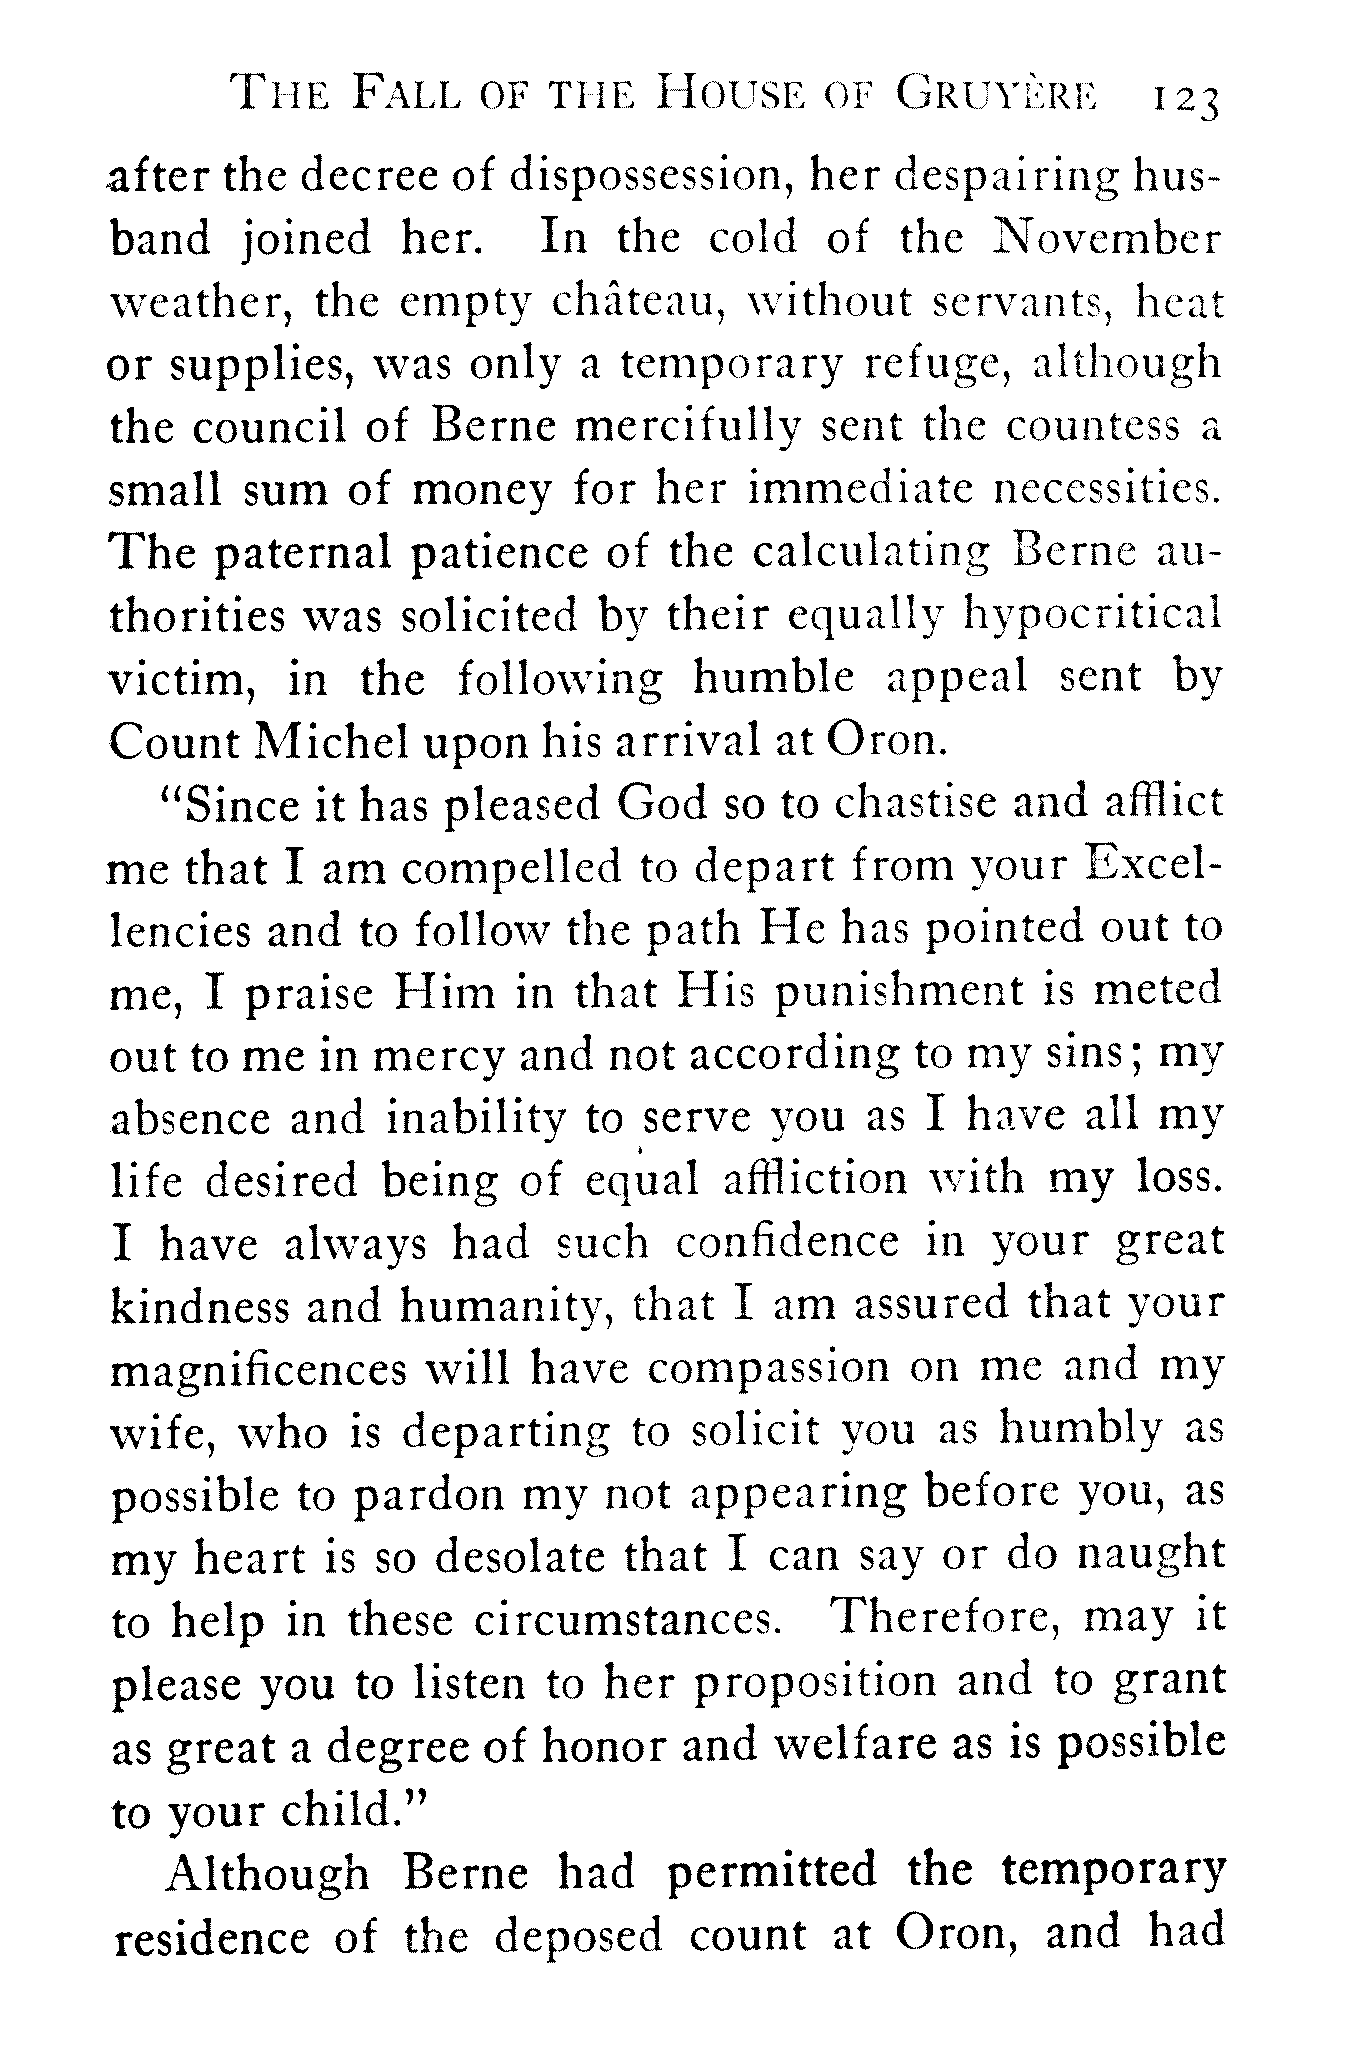 The Fall of the House of Gruyère 123
after the decree of dispossession, her despairing hus-
band joined her. In the cold of the November
weather, the empty château, without servants, heat
or supplies, was only a temporary refuge, although
the council of Berne mercifully sent the countess a
small sum of money for her immediate necessities.
The paternal patience of the calculating Berne au-
thorities was solicited by their equally hypocritical
victim, in the following humble appeal sent by
Count Michel upon his arrival at Oron.
"Since it has pleased God so to chastise and afflict
me that I am compelled to depart from your Excel-
lencies and to follow the path He has pointed out to
me, I praise Him in that His punishment is meted
out to me in mercy and not according to my sins; my
absence and inability to serve you as I have all my
life desired being of equal affliction with my loss.
I have always had such confidence in your great
kindness and humanity, that I am assured that your
magnificences will have compassion on me and my
wife, who is departing to solicit you as humbly as
possible to pardon my not appearing before you, as
my heart is so desolate that I can say or do naught
to help in these circumstances. Therefore, may it
please you to listen to her proposition and to grant
as great a degree of honor and welfare as is possible
to your child."
Although Berne had permitted the temporary
residence of the deposed count at Oron, and had